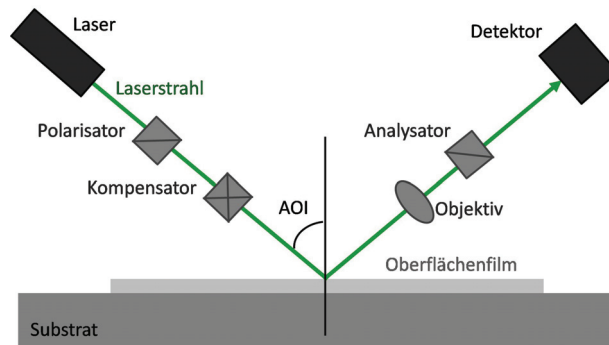 Laser
Detektor
Laserstrahl
Polarisator
Analysator
Kompensator
AOI
Objektiv
Oberflächenfilm
Substrat